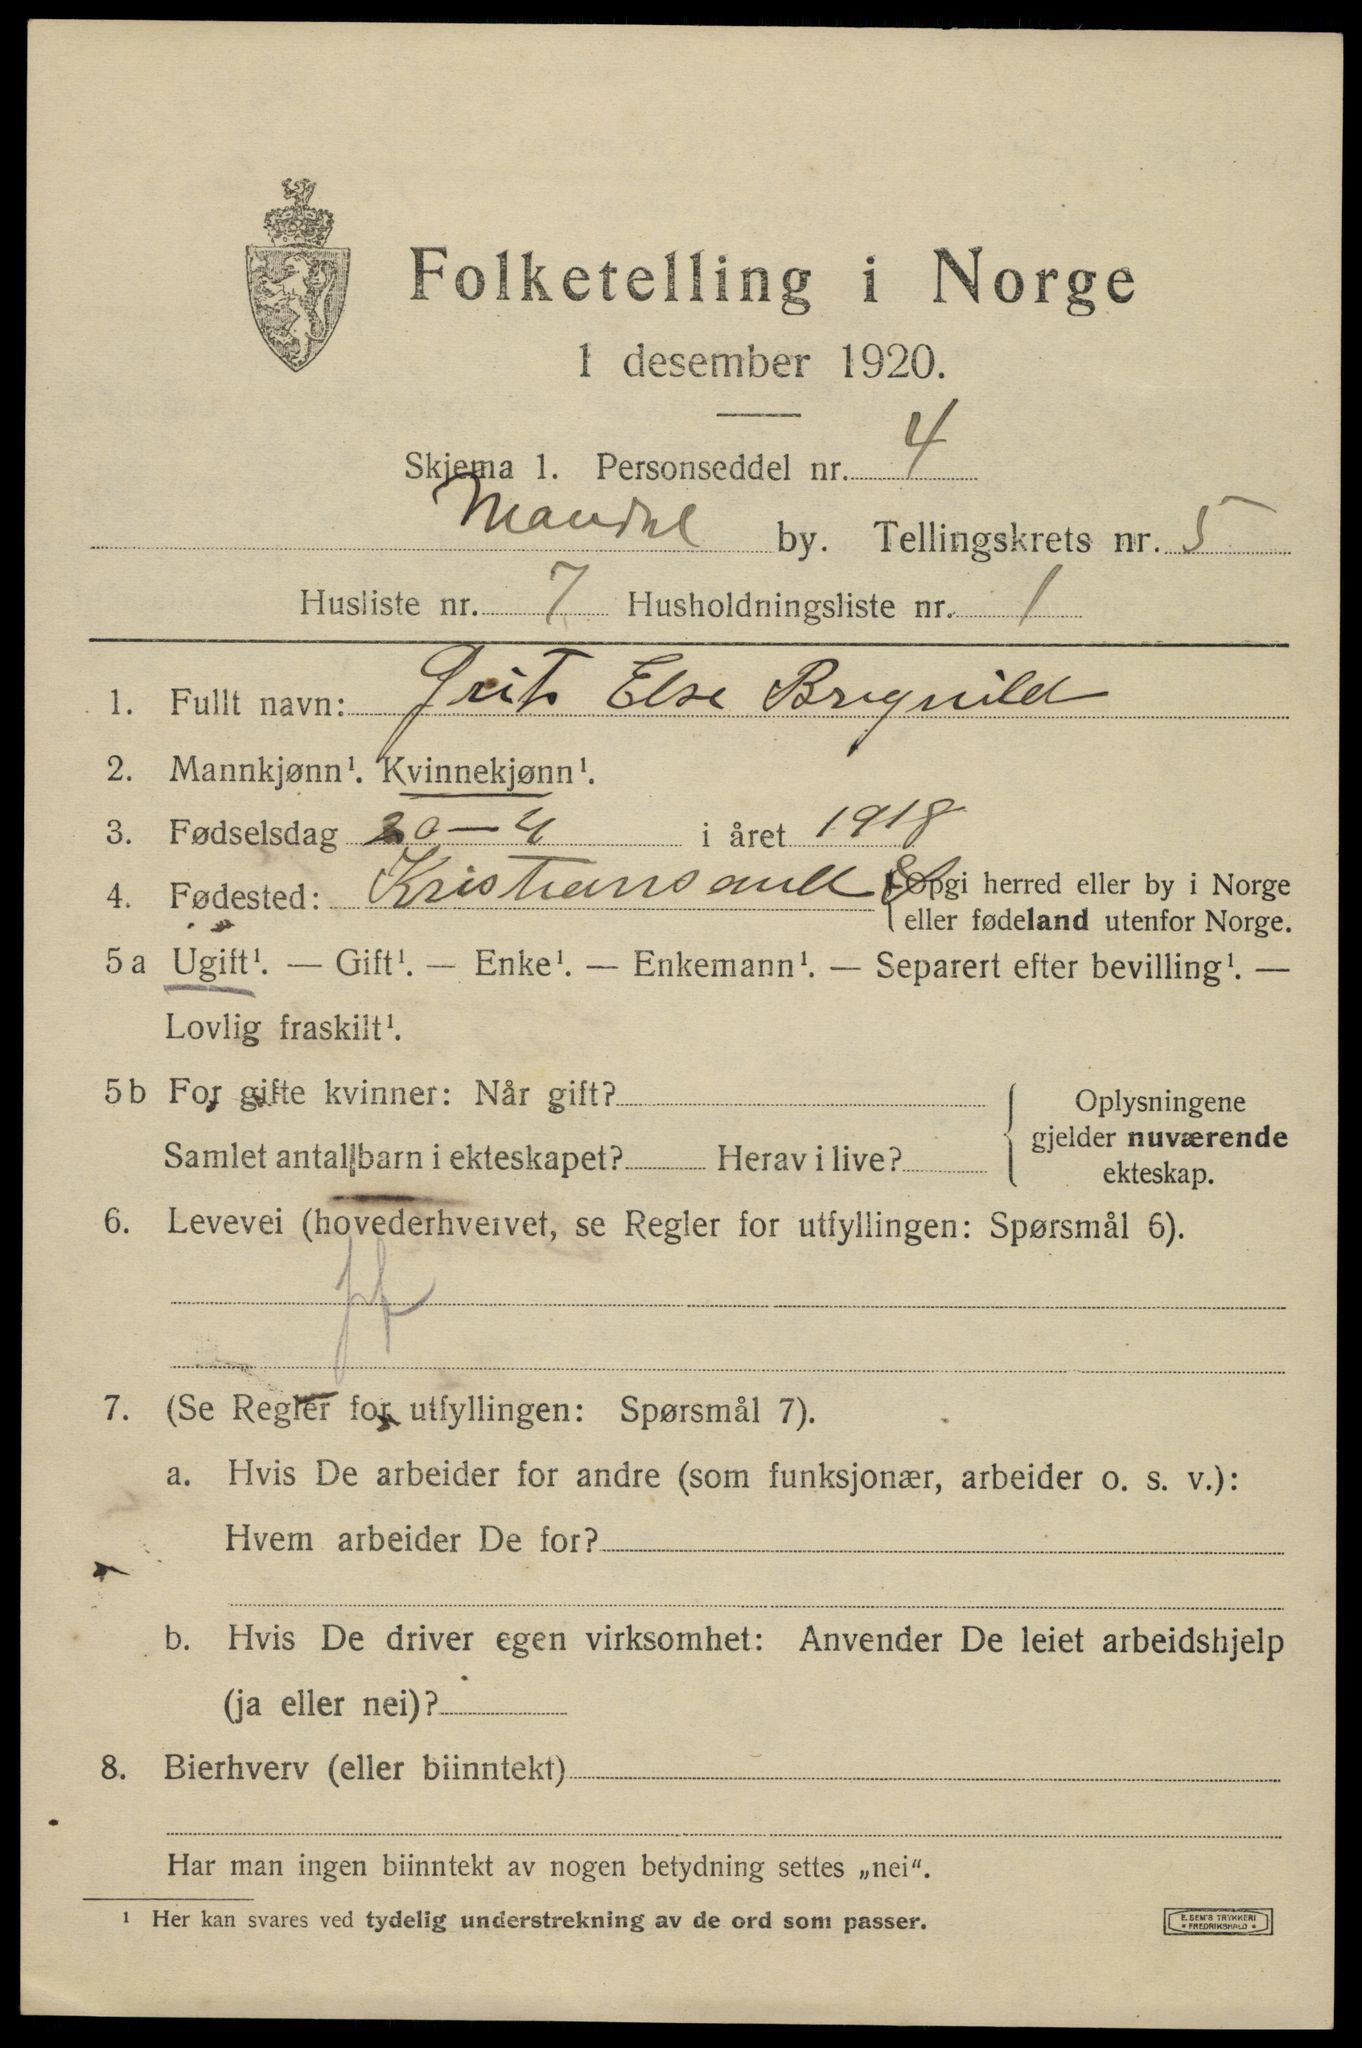 Folketelling i Norge
1 desember 1920.
Skjema 1. Personseddel nr. 4
Mandal by. Tellingskrets nr. 5
Husliste nr. 7 Husholdningsliste nr. 1
1. Fullt navn: Else
2. Mannkjønn¹. Kvinnekjønn¹.
3. Fødselsdag 20-4 i året 1918
4. Fødested: Kristianssand S { Opgi herred eller by i Norge
eller fødeland utenfor Norge.
5 a Ugift¹. — Gift¹. — Enke¹. — Enkemann¹. — Separert efter bevilling¹. —
Lovlig fraskilt¹.
5 b For gifte kvinner: Når gift?
Samlet antall barn i ekteskapet? Herav i live?
{ Oplysningene
gjelder nuværende
ekteskap.
6. Levevei (hovederhvervet, se Regler for utfyllingen: Spørsmål 6).
7. (Se Regler for utfyllingen: Spørsmål 7).
a. Hvis De arbeider for andre (som funksjonær, arbeider o. s. v.):
Hvem arbeider De for?
b. Hvis De driver egen virksomhet: Anvender De leiet arbeidshjelp
(ja eller nei)?
8. Bierhverv (eller biinntekt)
Har man ingen biinntekt av nogen betydning settes „nei“.
¹ Her kan svares ved tydelig understrekning av de ord som passer.
E. SEM'S TRYKKERI
FREDRIKSHALD